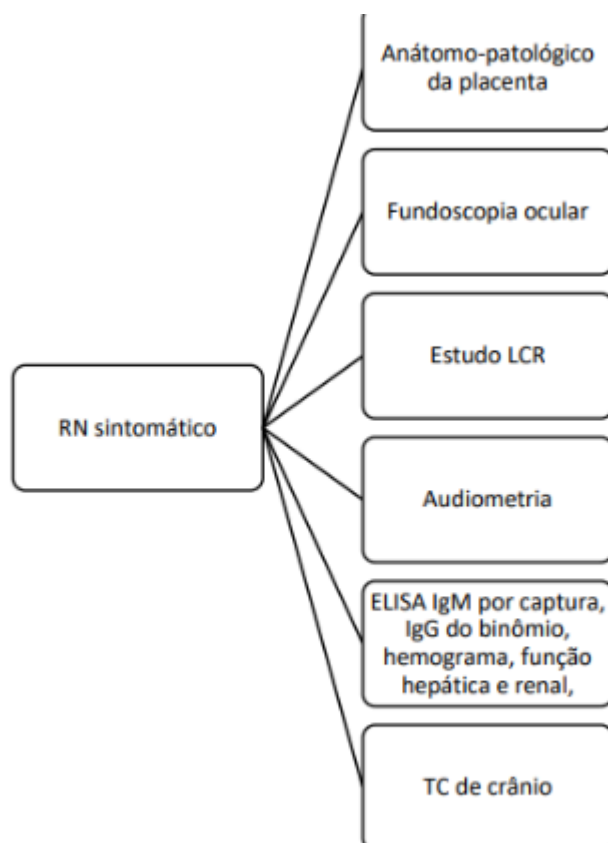 Anátomo-patológico
da placenta
Fundoscopia ocular
Estudo LCR
RN sintomático
Audiometria
ELISA IgM por captura,
IgG do binômio,
hemograma, função
hepática e renal,
TC de crânio